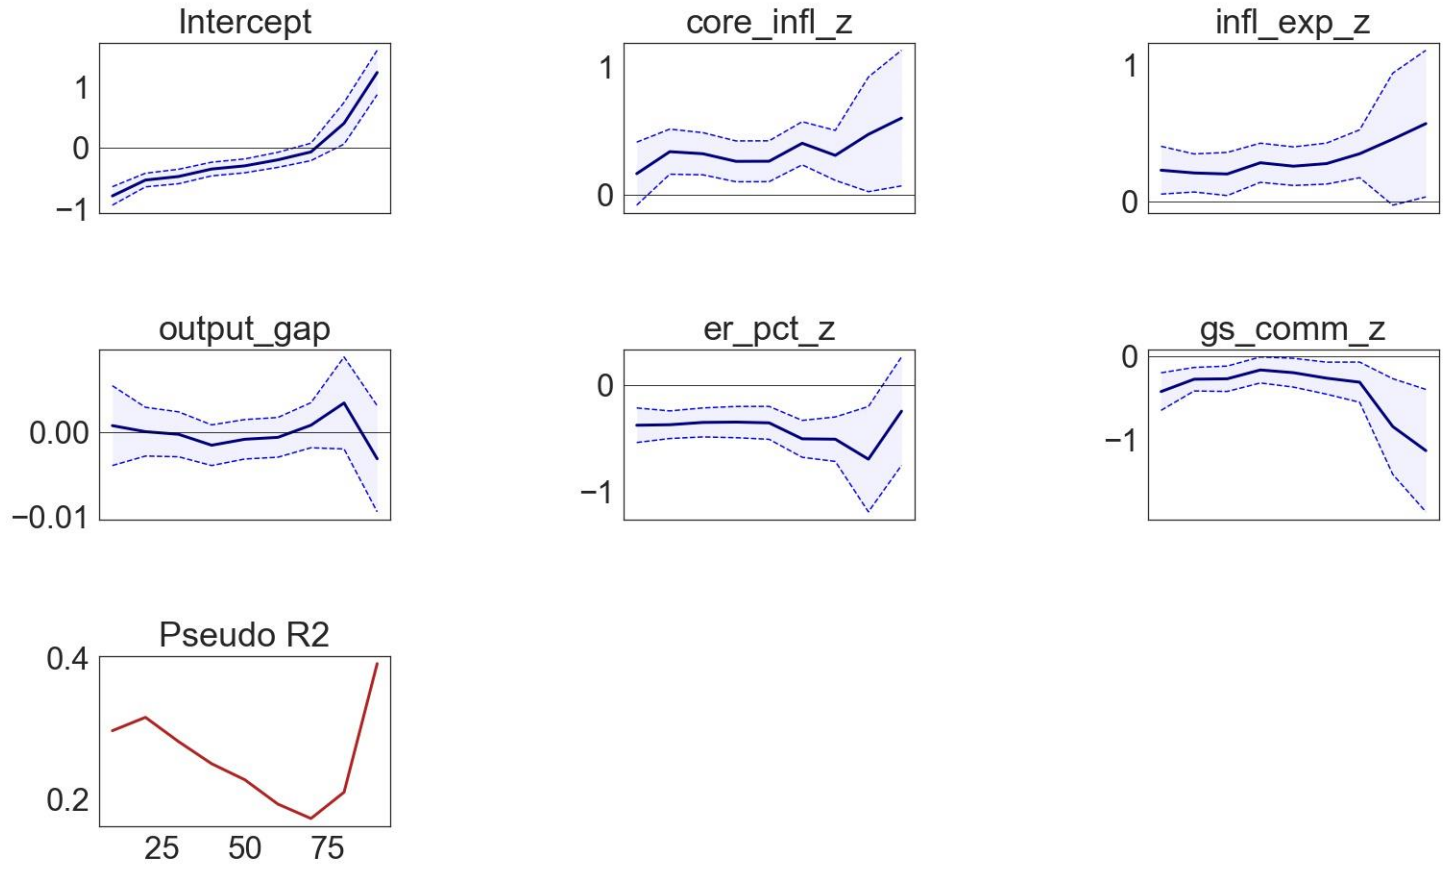 Intercept
core_infl_z
infl_exp_z
1
0
−1
1
0
1
0
output_gap
er_pct_z
gs_comm_z
0.00
−0.01
0
−1
0
−1
Pseudo R2
0.4
0.2
25 50 75